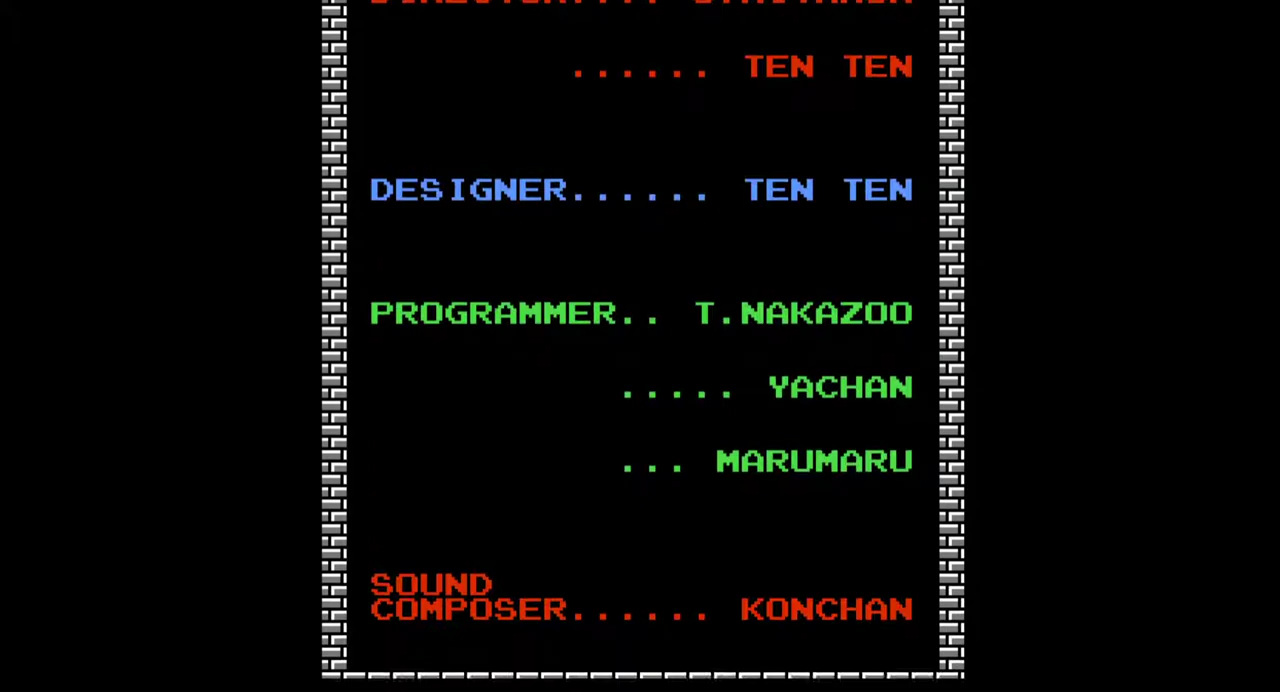 ...... TEN TEN
DESIGNER...... TEN TEN
PROGRAMMER.. T.NAKAZOO
..... YACHAN
... MARUMARU
SOUND
COMPOSER...... KONCHAN